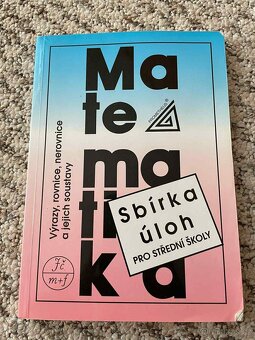 Ma
te
ma
ti
ka
Výrazy, rovnice, nerovnice
a jejich soustavy
Sbírka
úloh
PRO STŘEDNÍ ŠKOLY
m+f